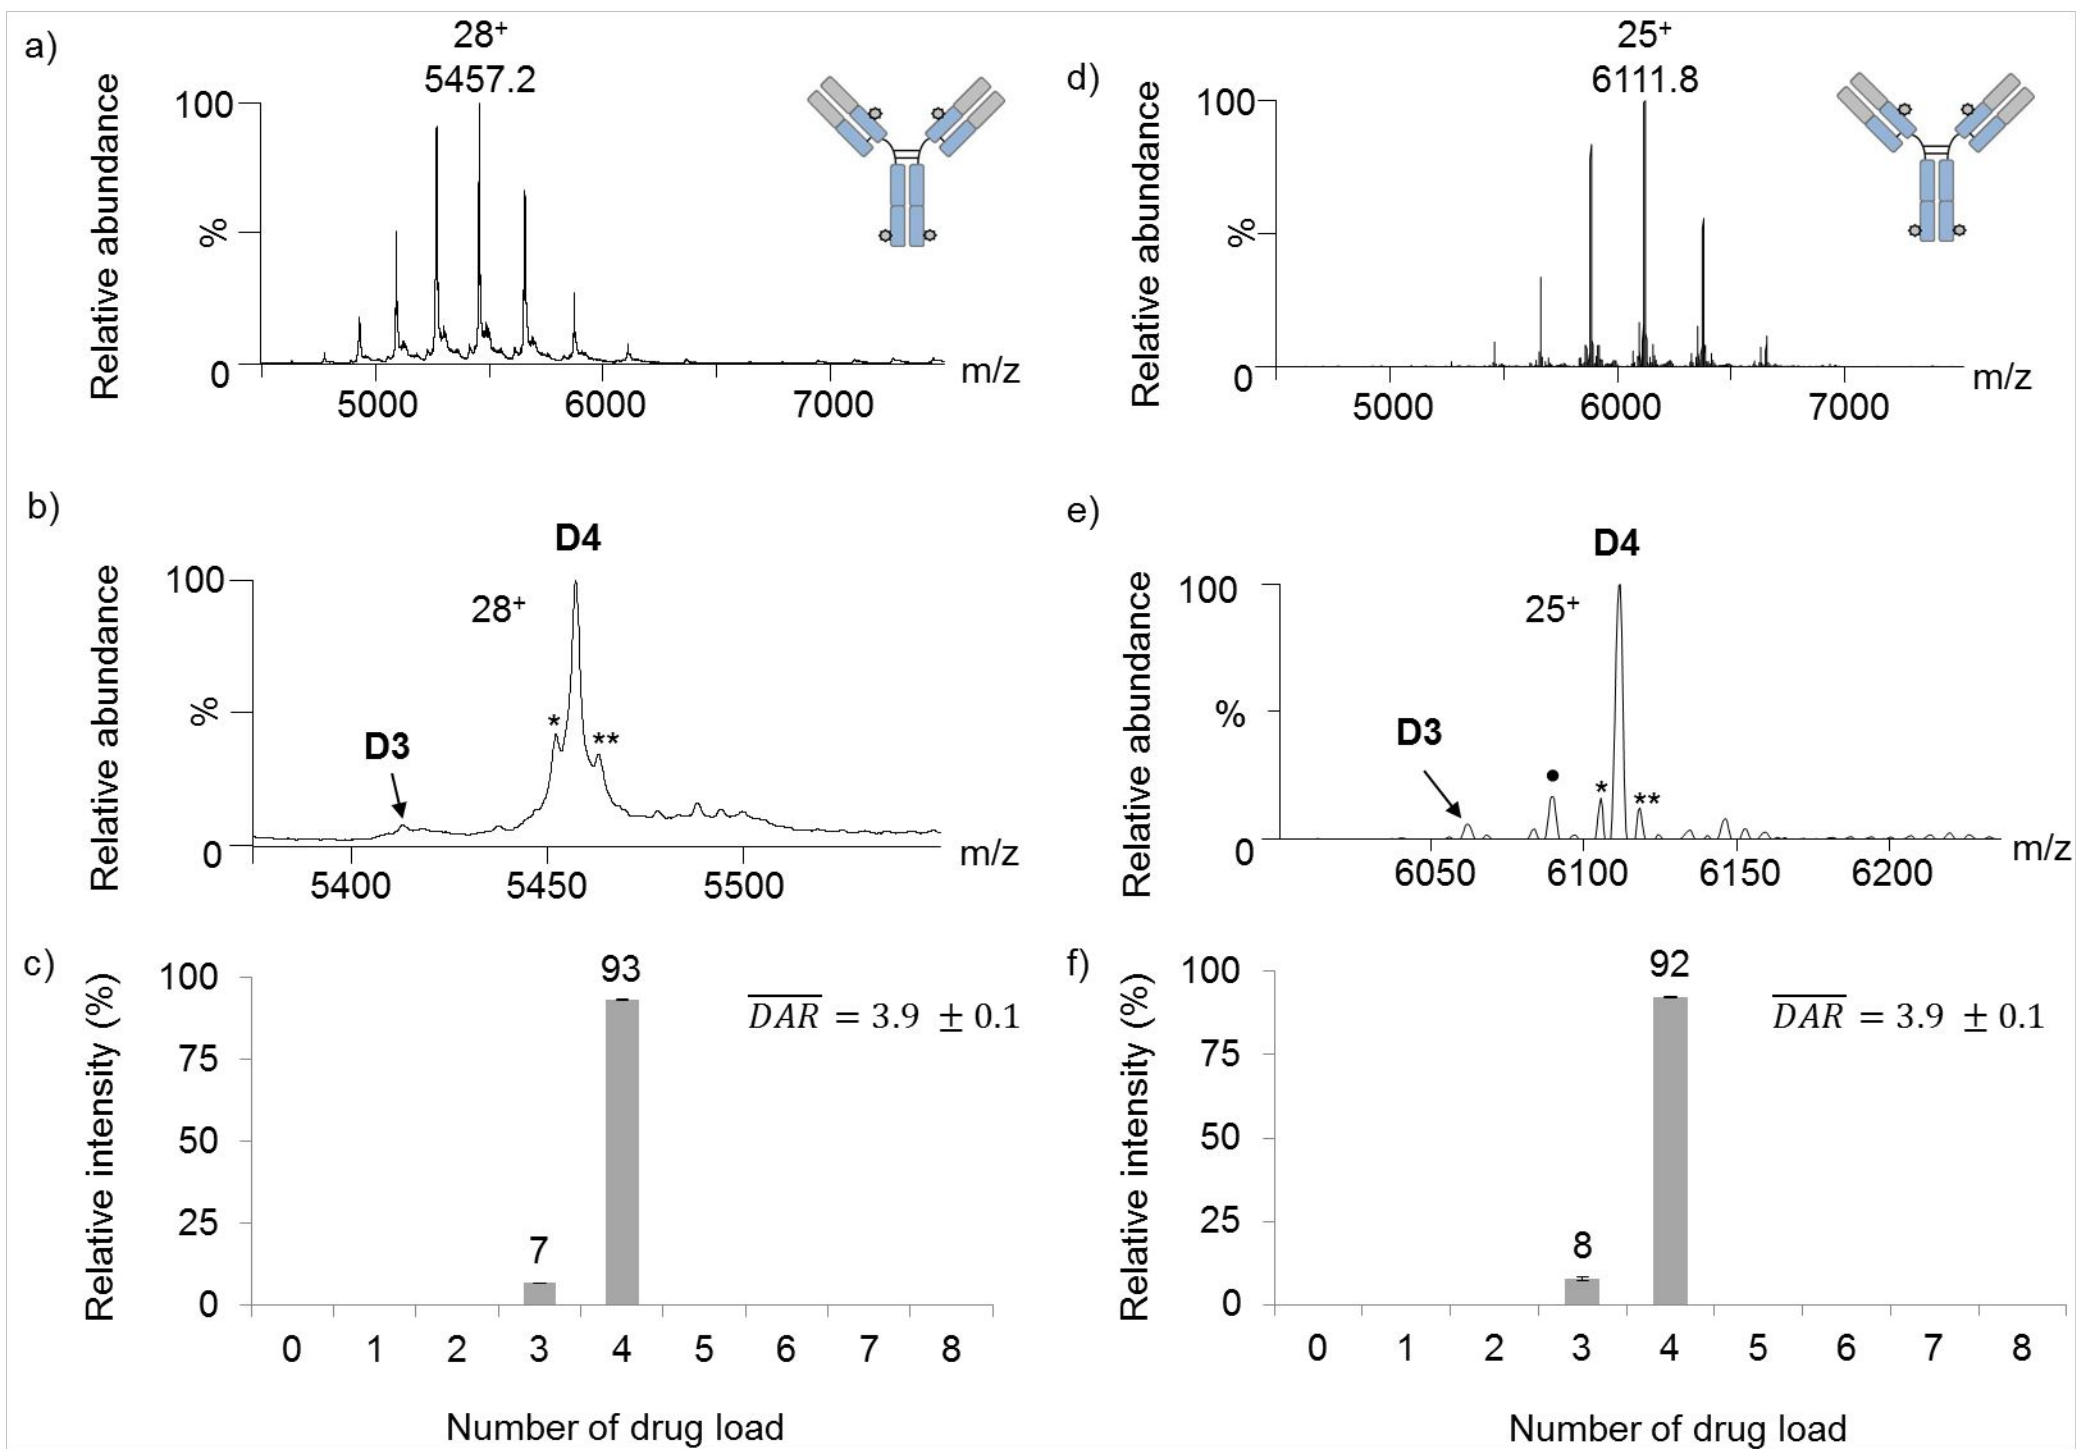 a)
28+
5457.2
Relative abundance
100
%
0
5000
6000
7000
m/z
d)
25+
6111.8
Relative abundance
100
%
0
5000
6000
7000
m/z
b)
D4
28+
D3
*
**
Relative abundance
100
%
0
5400
5450
5500
m/z
e)
D4
25+
D3
•
*
**
Relative abundance
100
%
0
6050
6100
6150
6200
m/z
c)
93
7
DAR = 3.9 ± 0.1
Relative intensity (%)
100
75
50
25
0
0 1 2 3 4 5 6 7 8
Number of drug load
f)
92
8
DAR = 3.9 ± 0.1
Relative intensity (%)
100
75
50
25
0
0 1 2 3 4 5 6 7 8
Number of drug load